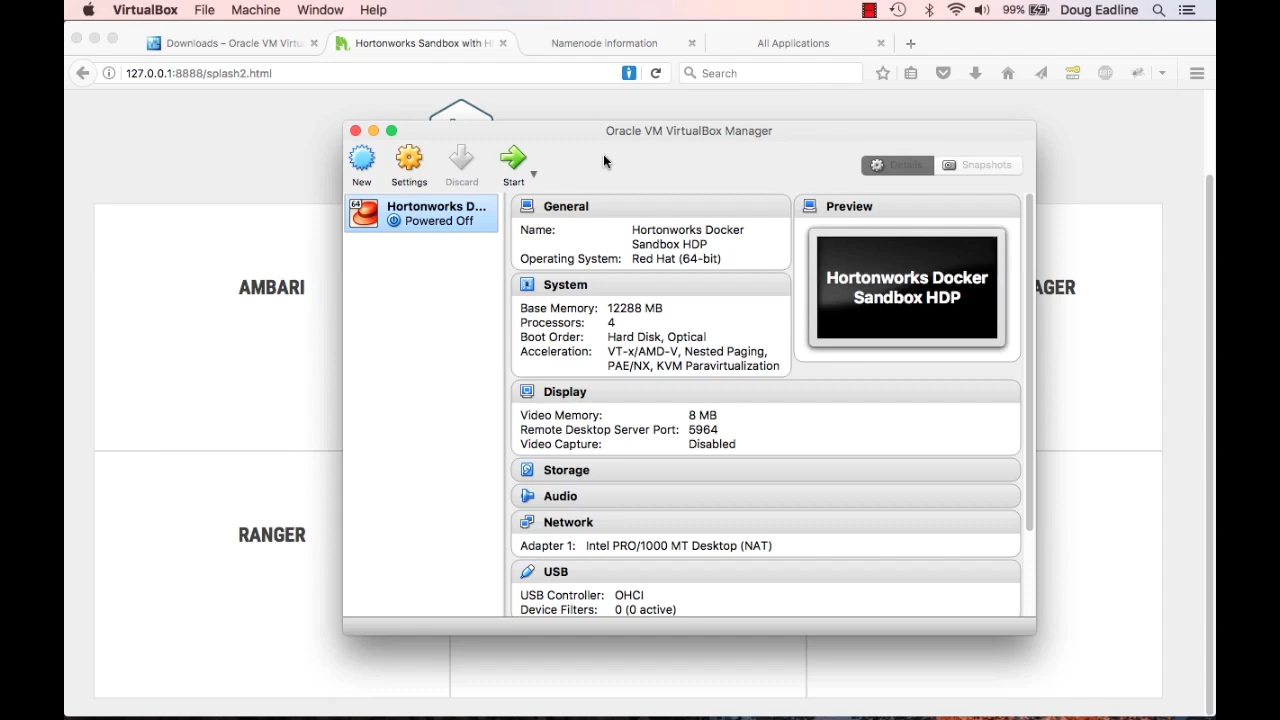 VirtualBox File Machine Window Help 99% Doug Eadline
Downloads – Oracle VM Virtu
Hortonworks Sandbox with H
Namenode information
All Applications
127.0.0.1:8888/splash2.html
Search
Oracle VM VirtualBox Manager
New
Settings
Discard
Start
Details
Snapshots
64
Hortonworks D...
Powered Off
General
Name: Hortonworks Docker
Sandbox HDP
Operating System: Red Hat (64-bit)
System
Base Memory: 12288 MB
Processors: 4
Boot Order: Hard Disk, Optical
Acceleration: VT-x/AMD-V, Nested Paging,
PAE/NX, KVM Paravirtualization
Preview
Hortonworks Docker
Sandbox HDP
Display
Video Memory: 8 MB
Remote Desktop Server Port: 5964
Video Capture: Disabled
Storage
Audio
Network
Adapter 1: Intel PRO/1000 MT Desktop (NAT)
USB
USB Controller: OHCI
Device Filters: 0 (0 active)
AMBARI
AGER
RANGER